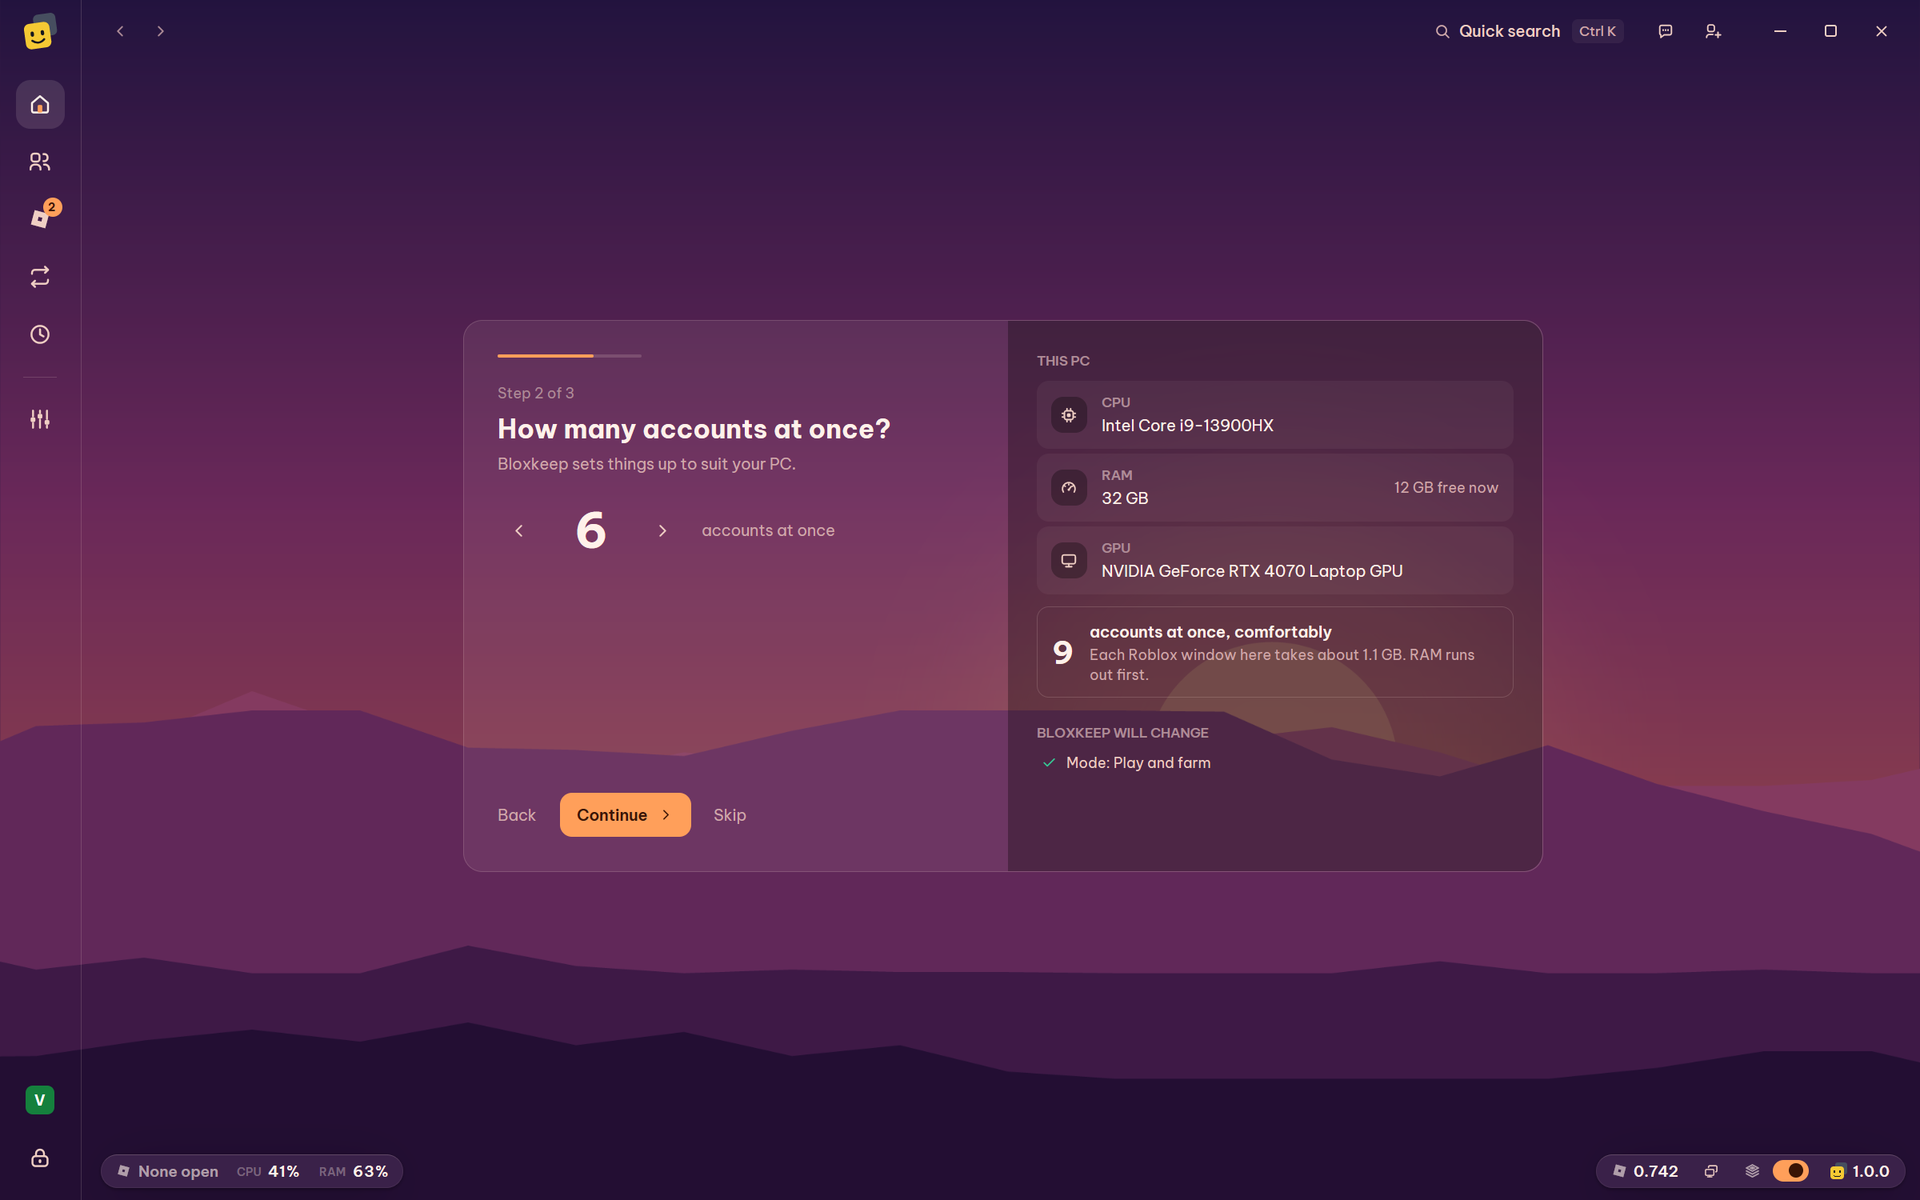 Quick search
Ctrl K
2
Step 2 of 3
How many accounts at once?
Bloxkeep sets things up to suit your PC.
6
accounts at once
Back
Continue
Skip
THIS PC
CPU
Intel Core i9-13900HX
RAM
32 GB
12 GB free now
GPU
NVIDIA GeForce RTX 4070 Laptop GPU
9
accounts at once, comfortably
Each Roblox window here takes about 1.1 GB. RAM runs
out first.
BLOXKEEP WILL CHANGE
Mode: Play and farm
V
None open
CPU 41%
RAM 63%
0.742
1.0.0